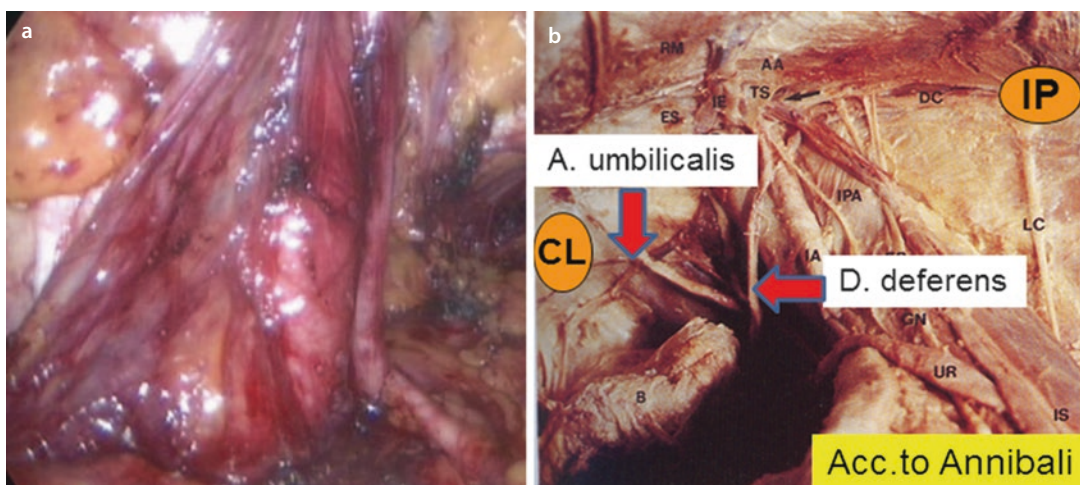 a
b
RM
AA
TS
IE
ES
DC
IP
A. umbilicalis
IPA
LC
CL
IA
D. deferens
GN
UR
B
IS
Acc.to Annibali